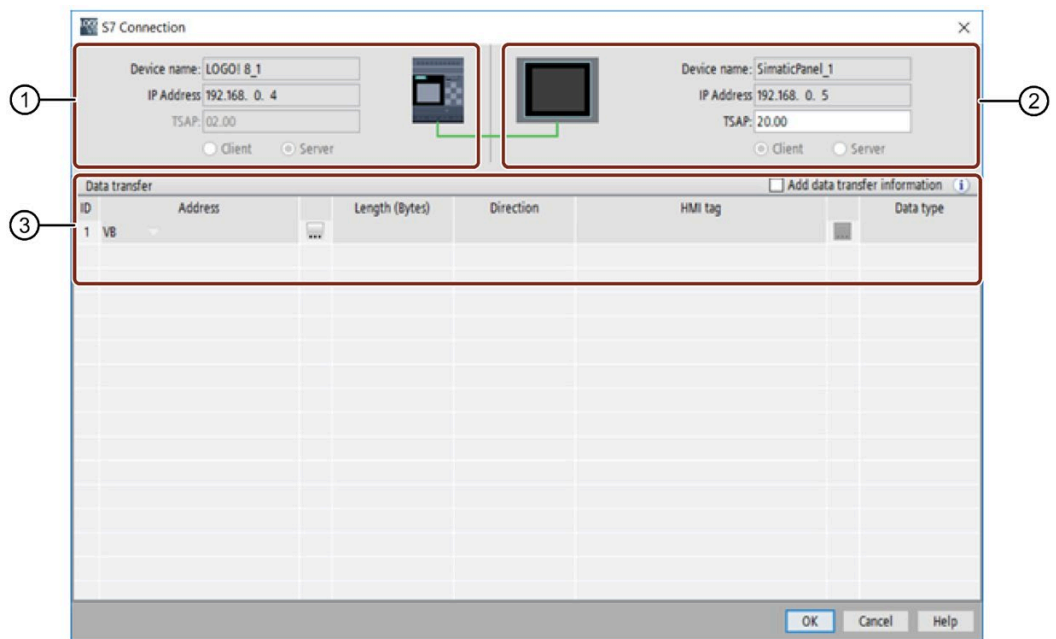 S7 Connection
1
Device name: LOGO! 8_1
IP Address 192.168. 0. 4
TSAP: 02.00
Client Server
Device name: SimaticPanel_1
IP Address 192.168. 0. 5
TSAP: 20.00
Client Server
2
3
Data transfer Add data transfer information i
ID Address Length (Bytes) Direction HMI tag Data type
1 VB ... ...
OK Cancel Help